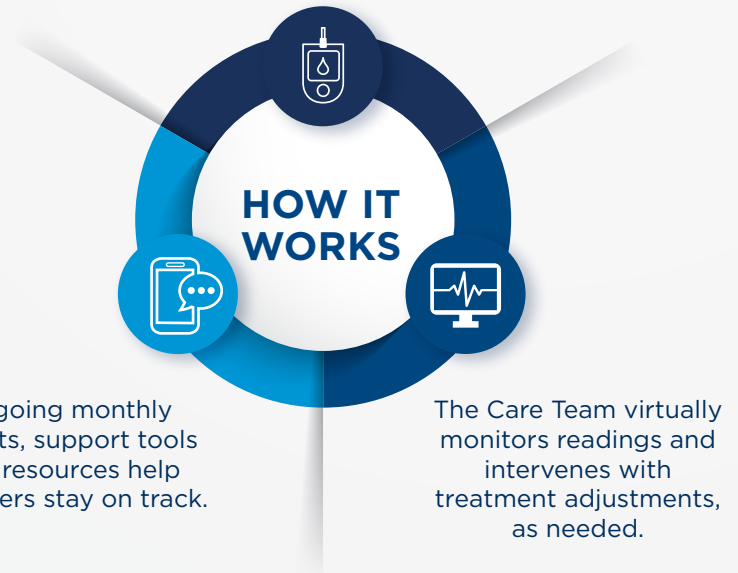 HOW IT
WORKS
going monthly
ts, support tools
resources help
ers stay on track.
The Care Team virtually
monitors readings and
intervenes with
treatment adjustments,
as needed.